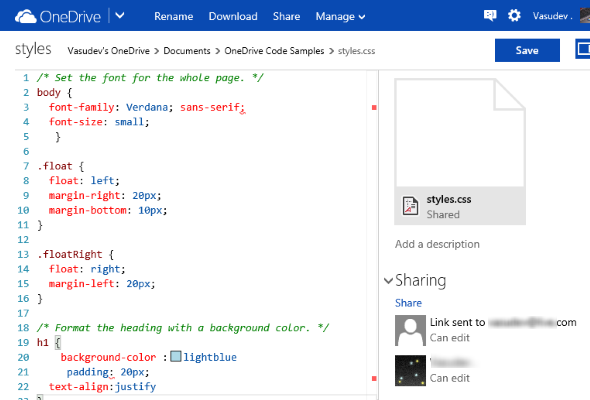 OneDrive
Rename Download Share Manage
Vasudev .
styles Vasudev's OneDrive > Documents > OneDrive Code Samples > styles.css
Save
1 /* Set the font for the whole page. */
2 body {
3 font-family: Verdana; sans-serif;
4 font-size: small;
5 }
6
7 .float {
8 float: left;
9 margin-right: 20px;
10 margin-bottom: 10px;
11 }
12
13 .floatRight {
14 float: right;
15 margin-left: 20px;
16 }
17
18 /* Format the heading with a background color. */
19 h1 {
20 background-color :lightblue
21 padding: 20px;
22 text-align:justify
23 }
styles.css
Shared
Add a description
Sharing
Share
Link sent to .com
Can edit
Can edit